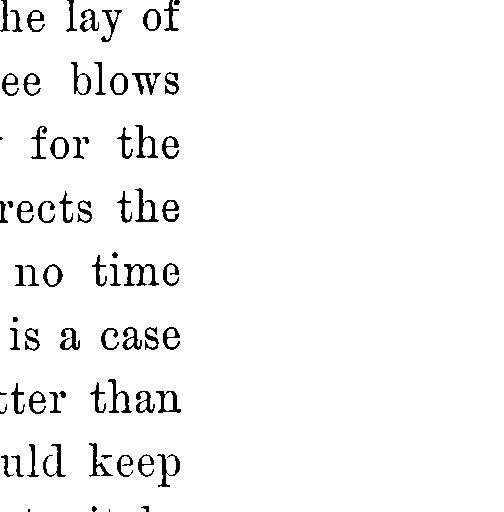 he lay of
ee blows
for the
rects the
no time
is a case
tter than
uld keep